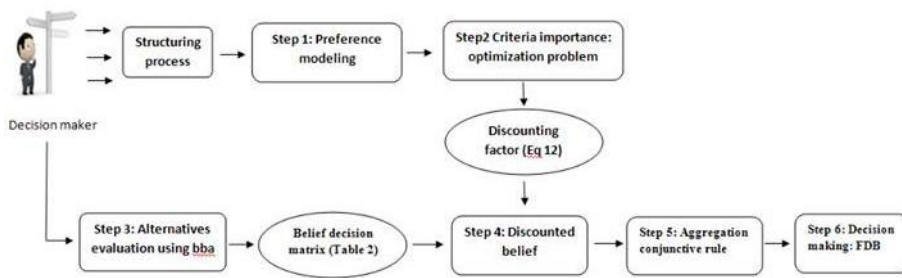 Structuring
process
Step 1: Preference
modeling
Step2 Criteria importance:
optimization problem
Decision maker
Discounting
factor (Eq 12)
Step 3: Alternatives
evaluation using bba
Belief decision
matrix (Table 2)
Step 4: Discounted
belief
Step 5: Aggregation
conjunctive rule
Step 6: Decision
making: FDB